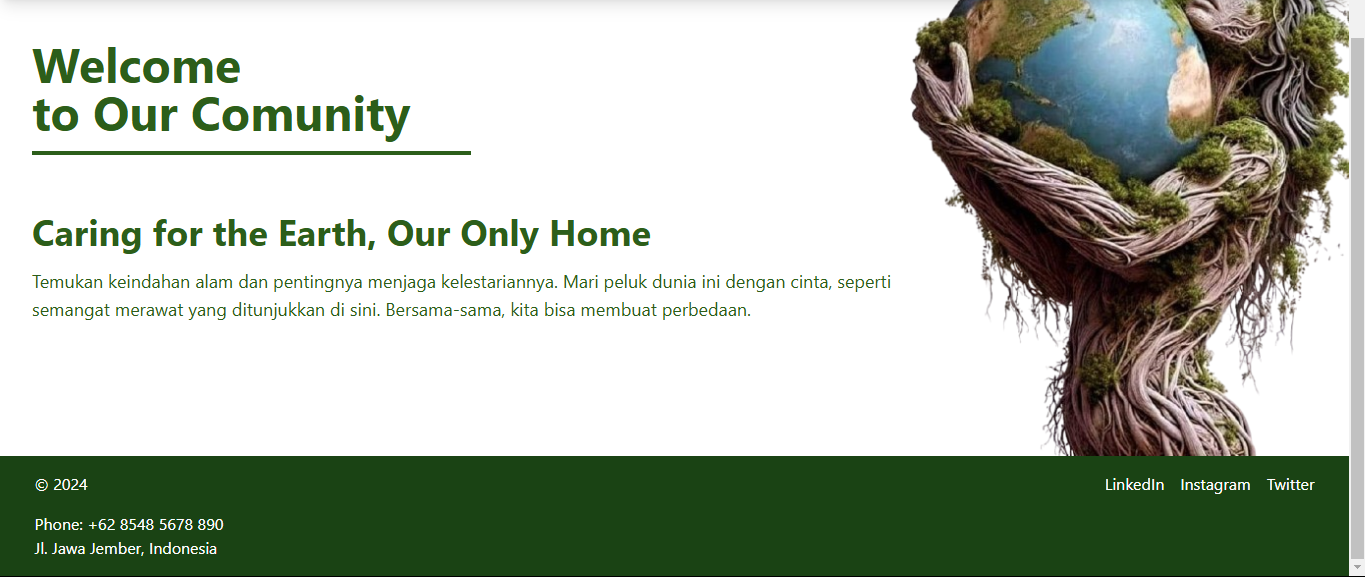 Welcome
to Our Comunity
Caring for the Earth, Our Only Home
Temukan keindahan alam dan pentingnya menjaga kelestariannya. Mari peluk dunia ini dengan cinta, seperti
semangat merawat yang ditunjukkan di sini. Bersama-sama, kita bisa membuat perbedaan.
© 2024
LinkedIn Instagram Twitter
Phone: +62 8548 5678 890
Jl. Jawa Jember, Indonesia